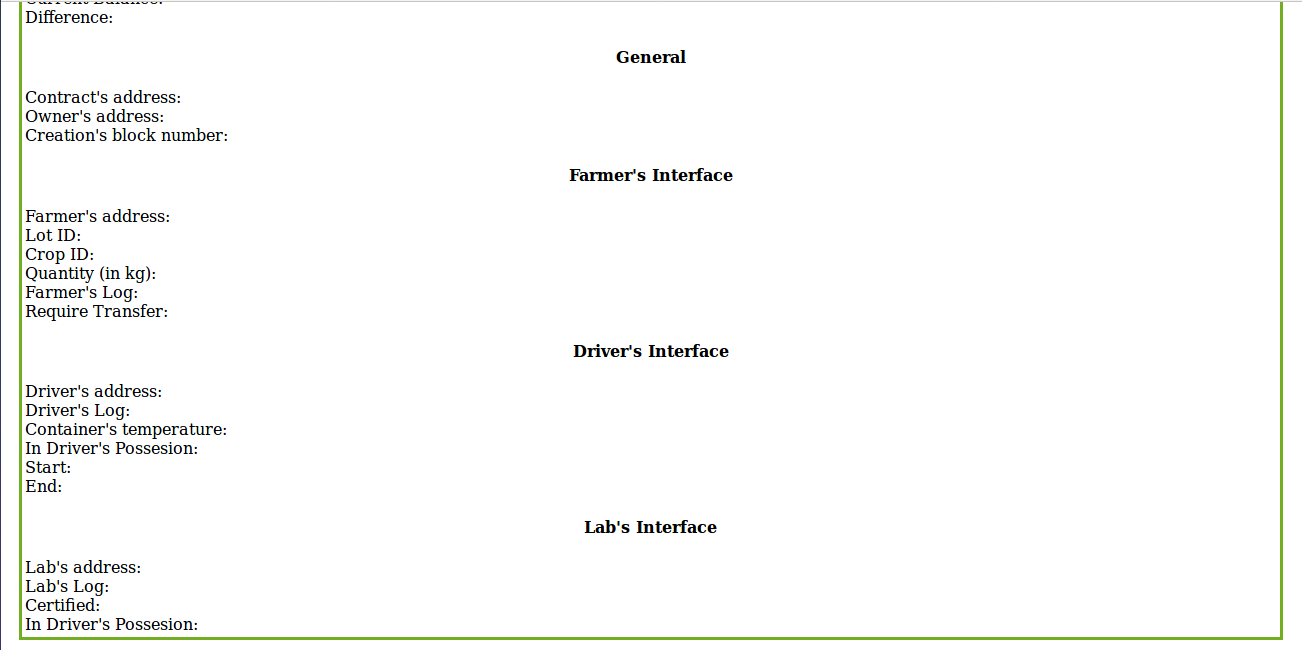 Current Balance:
Difference:
General
Contract's address:
Owner's address:
Creation's block number:
Farmer's Interface
Farmer's address:
Lot ID:
Crop ID:
Quantity (in kg):
Farmer's Log:
Require Transfer:
Driver's Interface
Driver's address:
Driver's Log:
Container's temperature:
In Driver's Possesion:
Start:
End:
Lab's Interface
Lab's address:
Lab's Log:
Certified:
In Driver's Possesion: